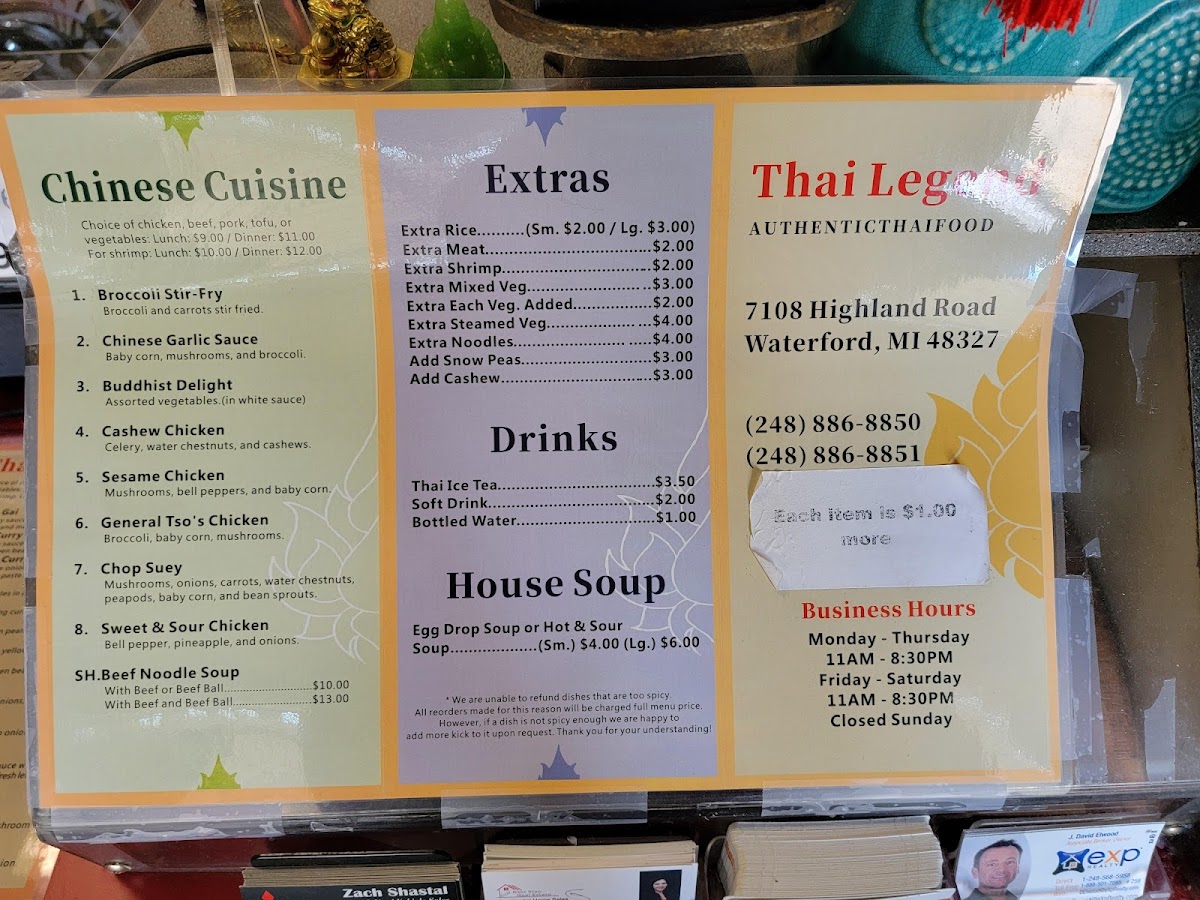 Chinese Cuisine
Choice of chicken, beef, pork, tofu, or
vegetables: Lunch: $9.00 / Dinner: $11.00
For shrimp: Lunch: $10.00 / Dinner: $12.00
1. Broccoli Stir-Fry
Broccoli and carrots stir fried.
2. Chinese Garlic Sauce
Baby corn, mushrooms, and broccoli.
3. Buddhist Delight
Assorted vegetables.(in white sauce)
4. Cashew Chicken
Celery, water chestnuts, and cashews.
5. Sesame Chicken
Mushrooms, bell peppers, and baby corn.
6. General Tso's Chicken
Broccoli, baby corn, mushrooms.
7. Chop Suey
Mushrooms, onions, carrots, water chestnuts,
peapods, baby corn, and bean sprouts.
8. Sweet & Sour Chicken
Bell pepper, pineapple, and onions.
SH.Beef Noodle Soup
With Beef or Beef Ball............................$10.00
With Beef and Beef Ball.........................$13.00
Extras
Extra Rice..........(Sm. $2.00 / Lg. $3.00)
Extra Meat..............................$2.00
Extra Shrimp...........................$2.00
Extra Mixed Veg.......................$3.00
Extra Each Veg. Added..............$2.00
Extra Steamed Veg...................$4.00
Extra Noodles..........................$4.00
Add Snow Peas........................$3.00
Add Cashew............................$3.00
Drinks
Thai Ice Tea............................$3.50
Soft Drink..............................$2.00
Bottled Water.........................$1.00
House Soup
Egg Drop Soup or Hot & Sour
Soup...............(Sm.) $4.00 (Lg.) $6.00
* We are unable to refund dishes that are too spicy.
All reorders made for this reason will be charged full menu price.
However, if a dish is not spicy enough we are happy to
add more kick to it upon request. Thank you for your understanding!
Thai Legend
AUTHENTICTHAIFOOD
7108 Highland Road
Waterford, MI 48327
(248) 886-8850
(248) 886-8851
Each item is $1.00
more
Business Hours
Monday - Thursday
11AM - 8:30PM
Friday - Saturday
11AM - 8:30PM
Closed Sunday
Zach Shastal
J. David Elwood
exp
REALTY